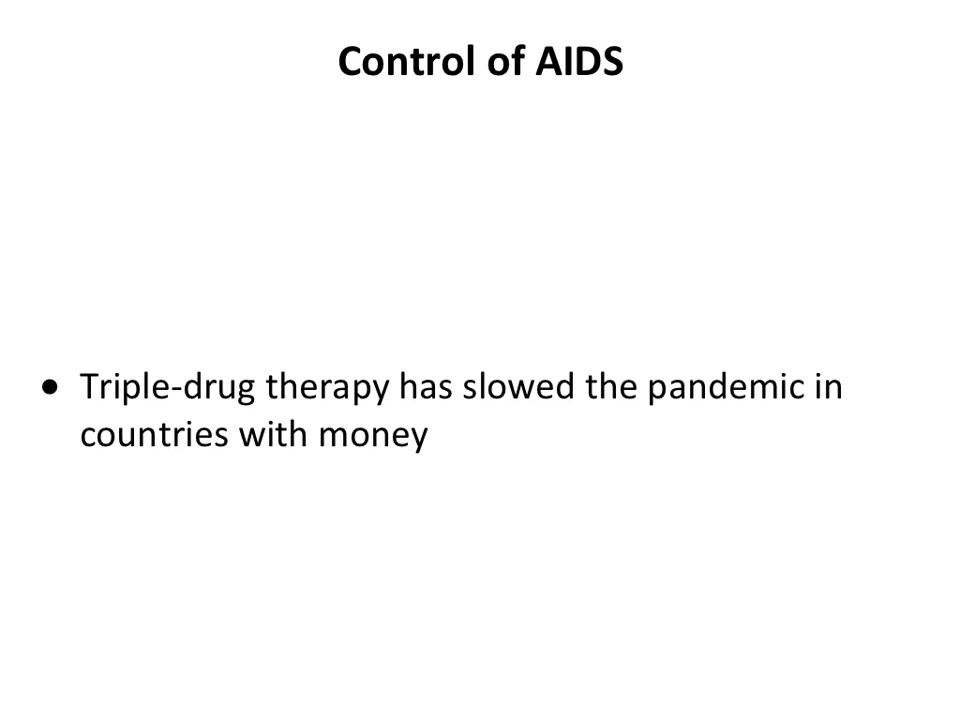 Control of AIDS
● Triple-drug therapy has slowed the pandemic in
countries with money